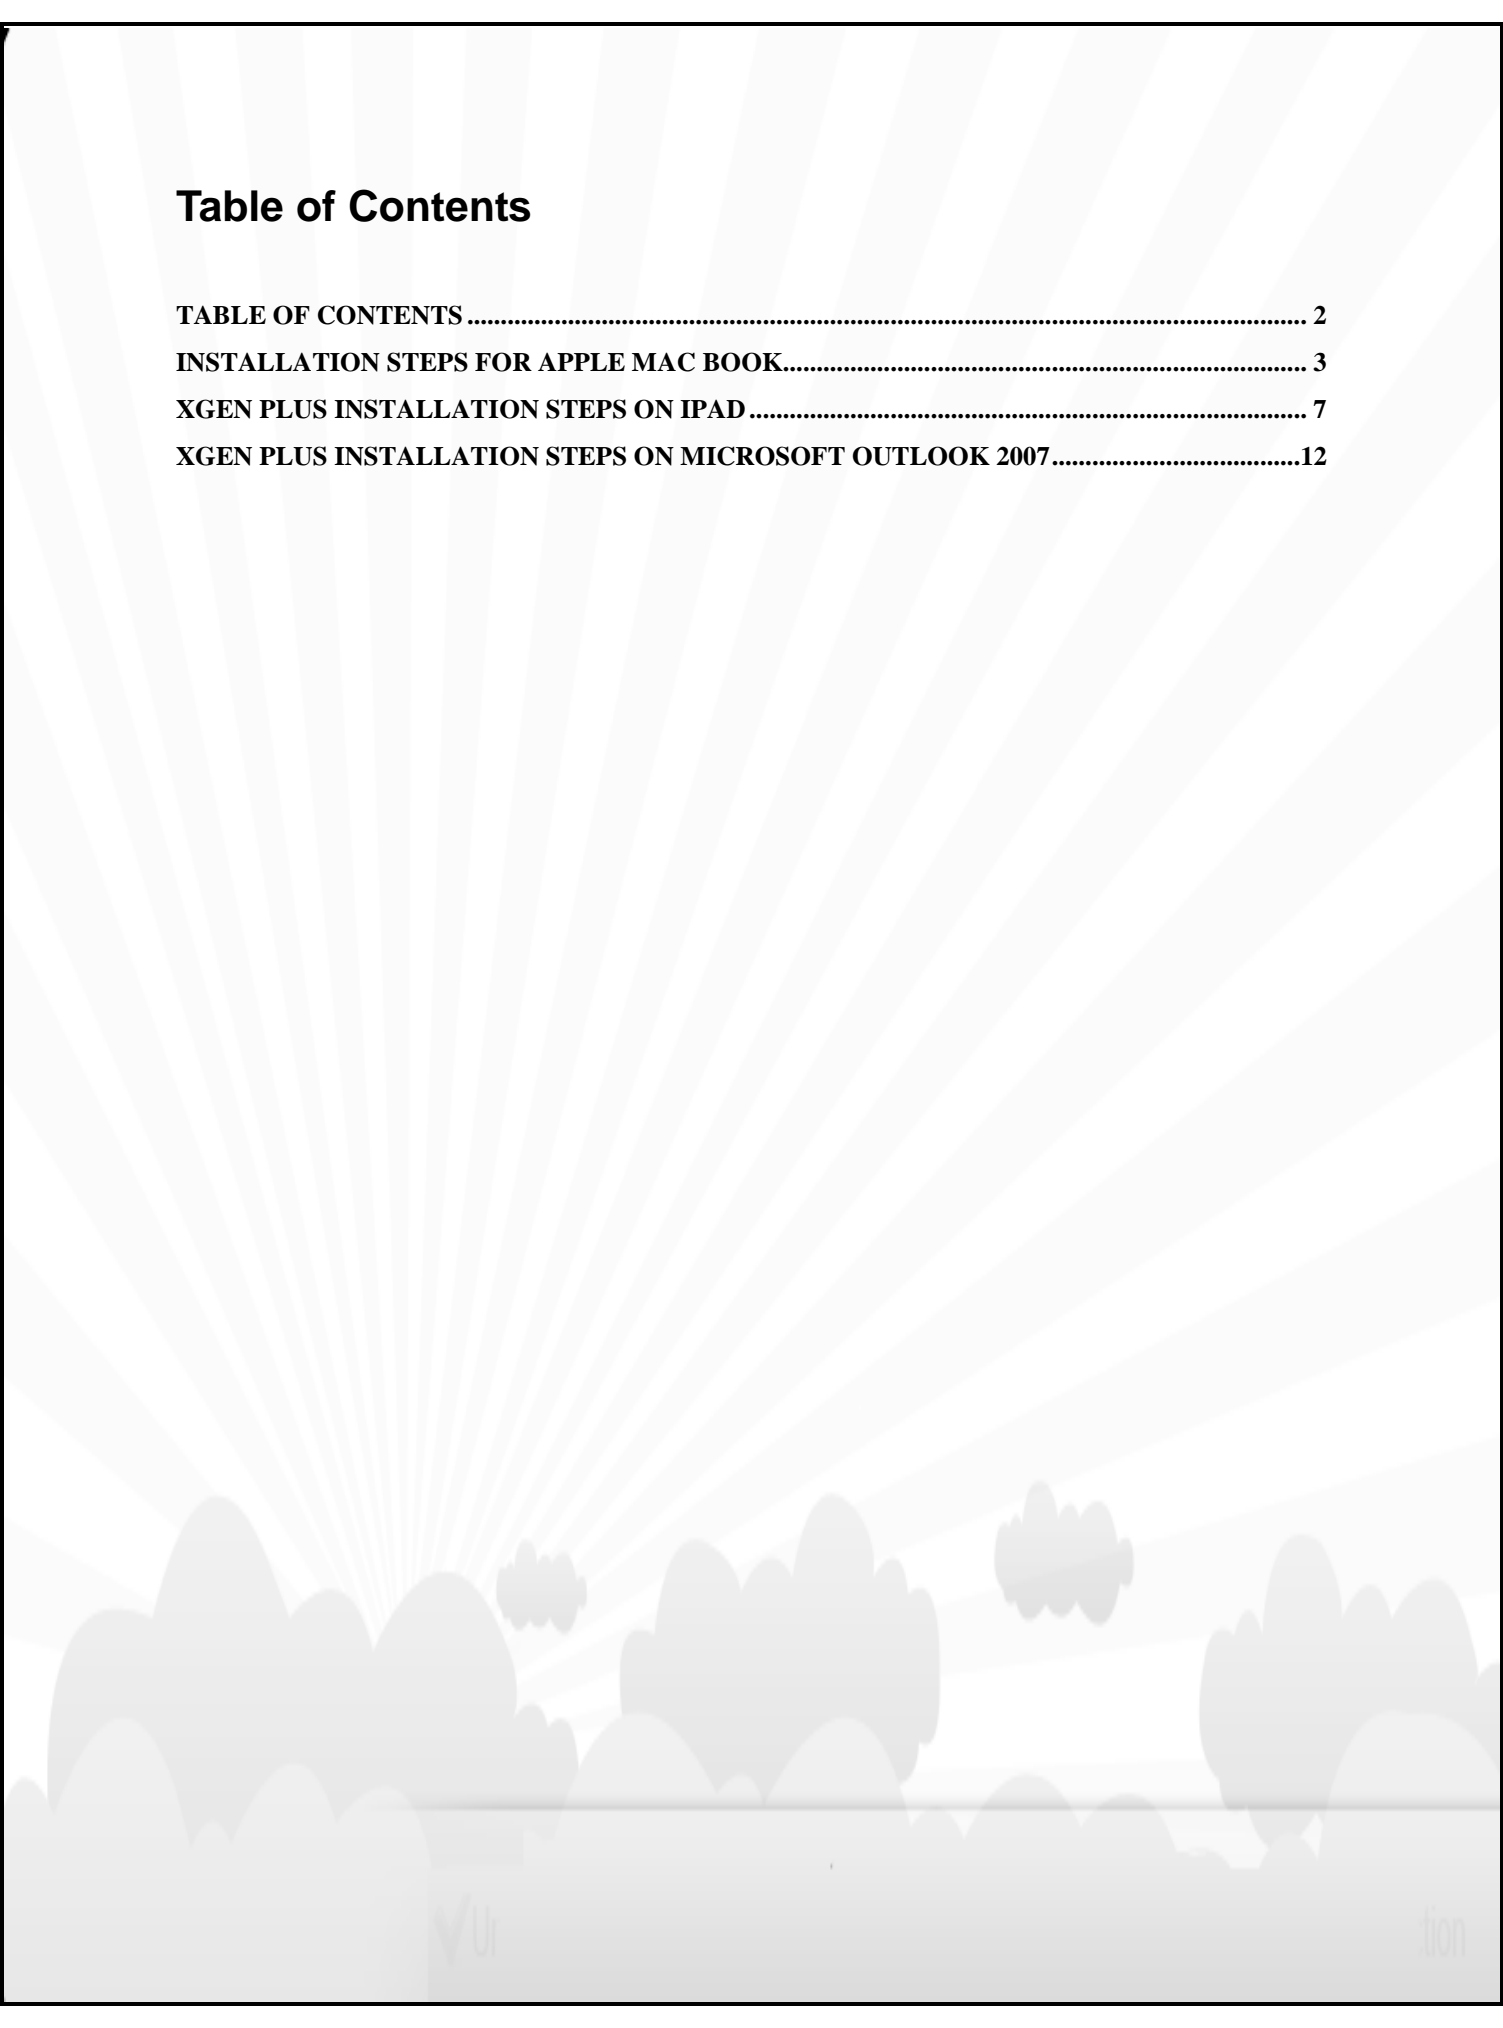 Table of Contents
TABLE OF CONTENTS ........................................................................................................................... 2
INSTALLATION STEPS FOR APPLE MAC BOOK.............................................................................. 3
XGEN PLUS INSTALLATION STEPS ON IPAD ................................................................................... 7
XGEN PLUS INSTALLATION STEPS ON MICROSOFT OUTLOOK 2007.....................................12